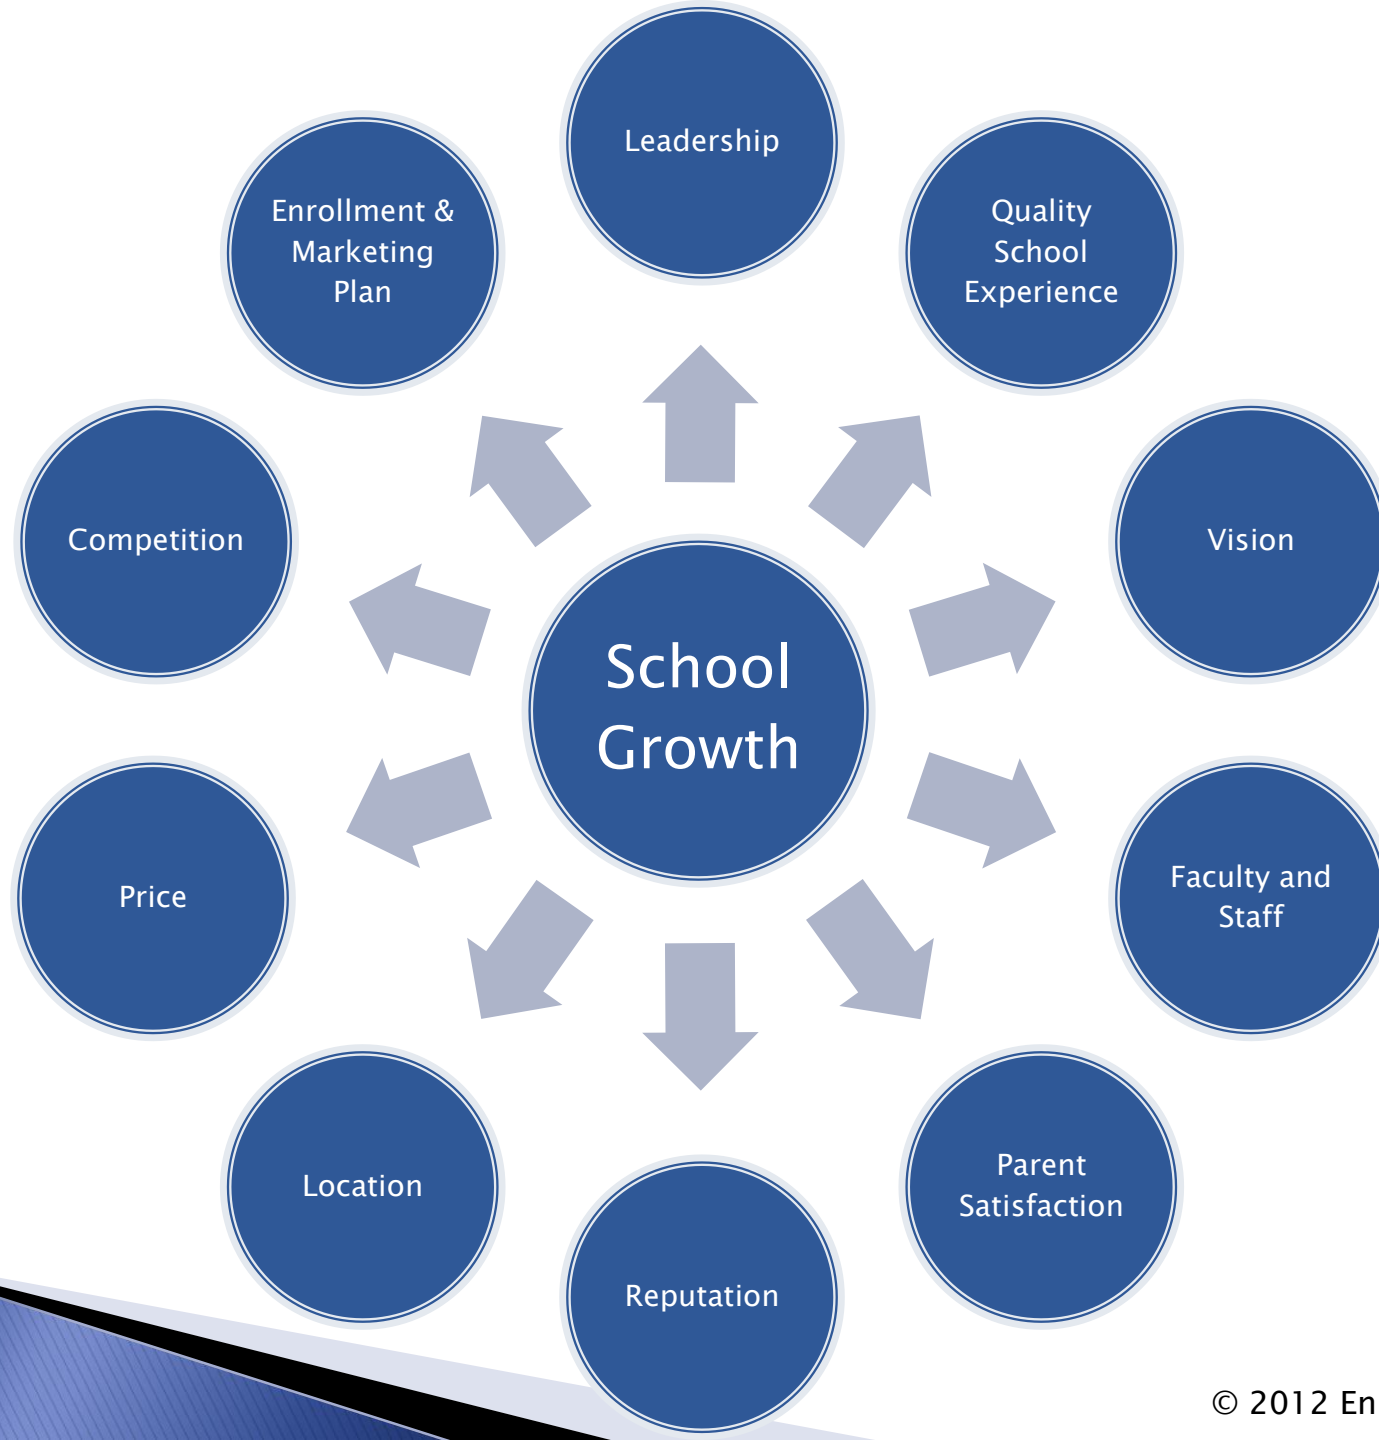 Leadership
Quality
School
Experience
Vision
Faculty and
Staff
Parent
Satisfaction
Reputation
Location
Price
Competition
Enrollment &
Marketing
Plan
School
Growth
© 2012 En